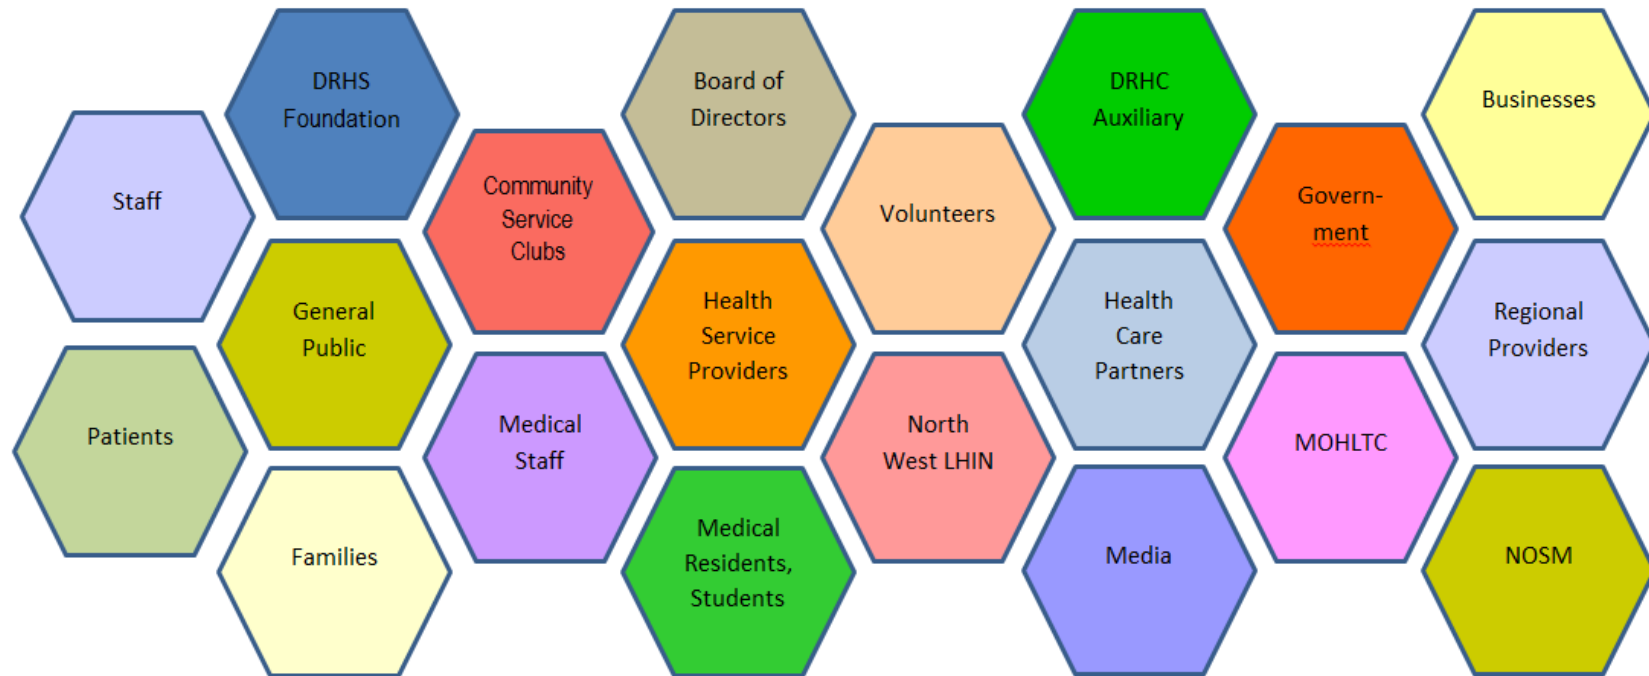 Staff
Patients
DRHS
Foundation
General
Public
Families
Community
Service
Clubs
Medical
Staff
Board of
Directors
Health
Service
Providers
Medical
Residents,
Students
Volunteers
North
West LHIN
DRHC
Auxiliary
Health
Care
Partners
Media
Govern-
ment
MOHLTC
Businesses
Regional
Providers
NOSM